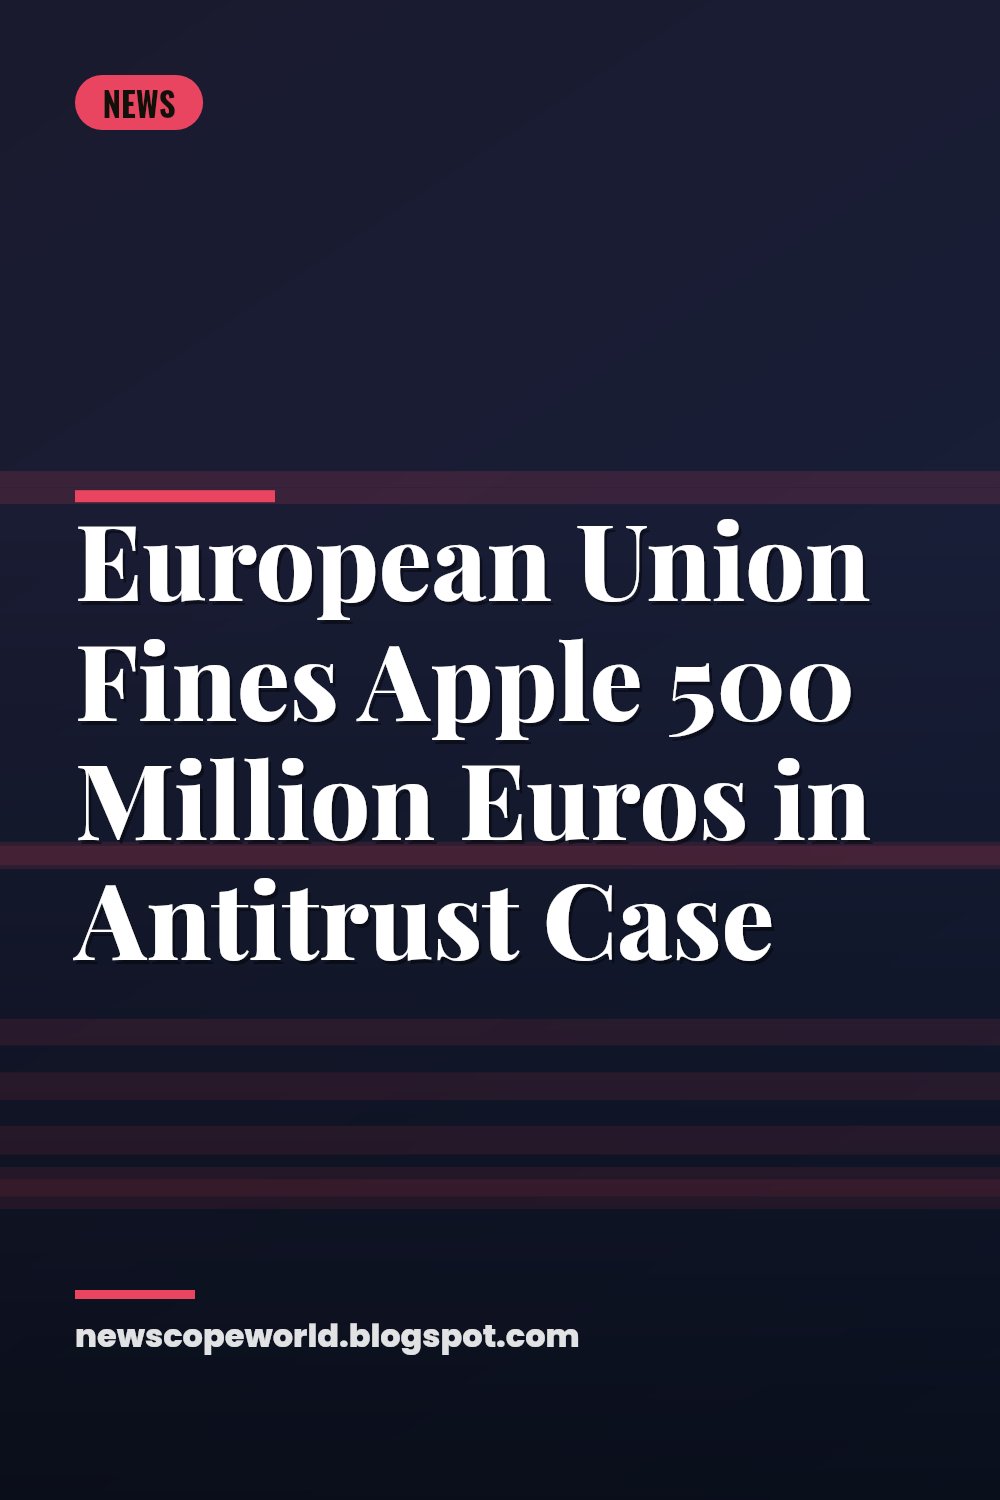 NEWS
European Union
Fines Apple 500
Million Euros in
Antitrust Case
newscopeworld.blogspot.com